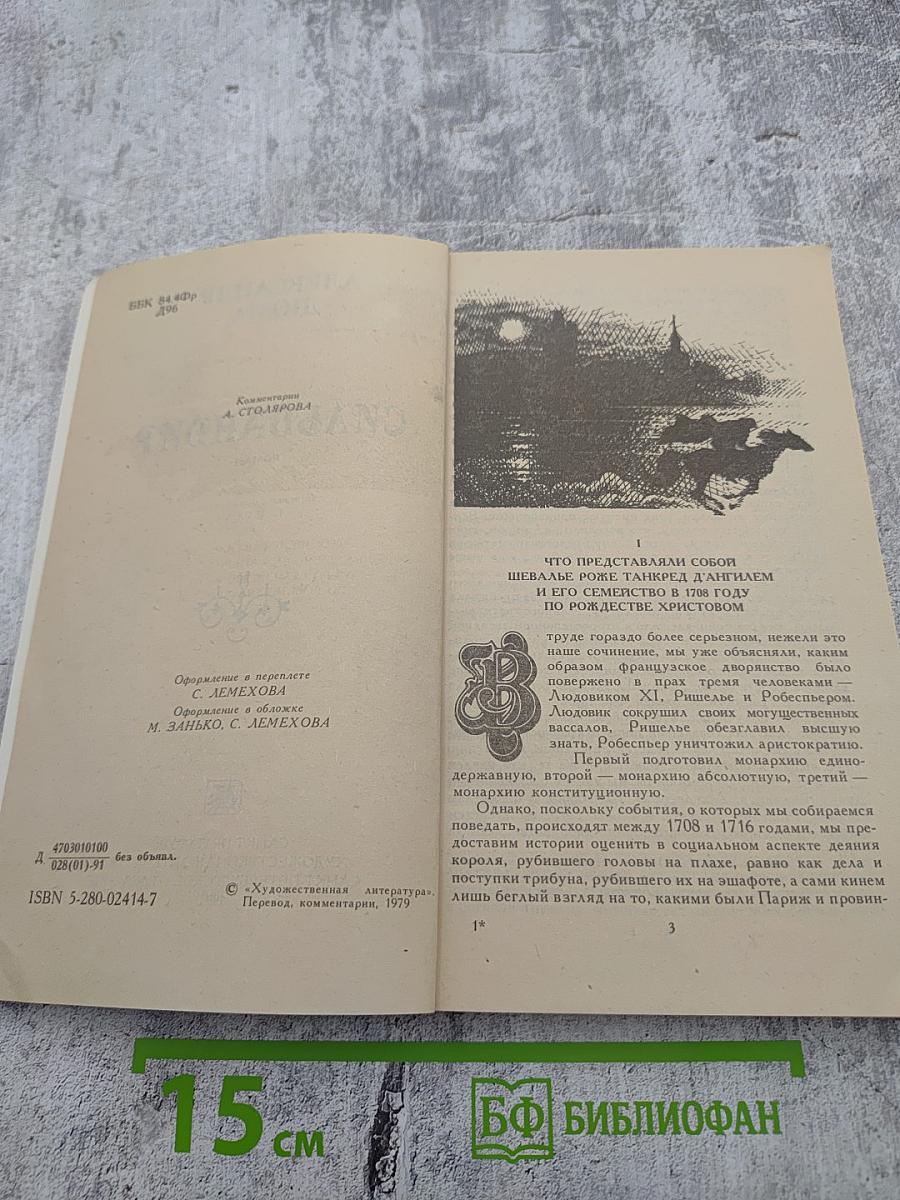 ББК 84.4Фр
Д96
Комментарии
А. СТОЛЯРОВА
Оформление в переплете
С. ЛЕМЕХОВА
Оформление в обложке
М. ЗАНЬКО, С. ЛЕМЕХОВА
Д 4703010100
028(01)-91 без объявл.
ISBN 5-280-02414-7
© «Художественная литература».
Перевод, комментарии, 1979
I
ЧТО ПРЕДСТАВЛЯЛИ СОБОЙ
ШЕВАЛЬЕ РОЖЕ ТАНКРЕД Д'АНГИЛЕМ
И ЕГО СЕМЕЙСТВО В 1708 ГОДУ
ПО РОЖДЕСТВЕ ХРИСТОВОМ
В труде гораздо более серьезном, нежели это
наше сочинение, мы уже объясняли, каким
образом французское дворянство было
повержено в прах тремя человеками —
Людовиком XI, Ришелье и Робеспьером.
Людовик сокрушил своих могущественных
вассалов, Ришелье обезглавил высшую
знать, Робеспьер уничтожил аристократию.
Первый подготовил монархию едино-
державную, второй — монархию абсолютную, третий —
монархию конституционную.
Однако, поскольку события, о которых мы собираемся
поведать, происходят между 1708 и 1716 годами, мы пре-
доставим истории оценить в социальном аспекте деяния
короля, рубившего головы на плахе, равно как дела и
поступки трибуна, рубившего их на эшафоте, а сами кинем
лишь беглый взгляд на то, какими были Париж и провин-
1*
3
15 см
БФ БИБЛИОФАН